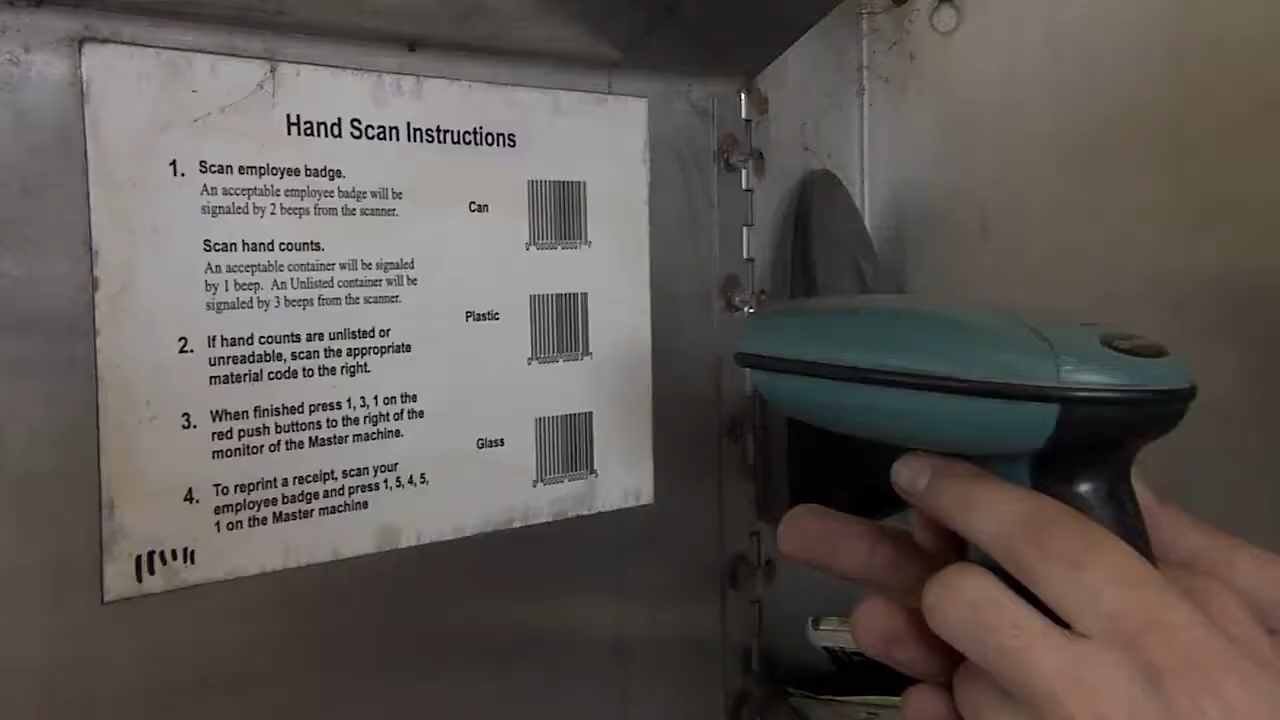 Hand Scan Instructions
1. Scan employee badge.
An acceptable employee badge will be
signaled by 2 beeps from the scanner.
Scan hand counts.
An acceptable container will be signaled
by 1 beep. An Unlisted container will be
signaled by 3 beeps from the scanner.
2. If hand counts are unlisted or
unreadable, scan the appropriate
material code to the right.
3. When finished press 1, 3, 1 on the
red push buttons to the right of the
monitor of the Master machine.
4. To reprint a receipt, scan your
employee badge and press 1, 5, 4, 5,
1 on the Master machine
Can
Plastic
Glass